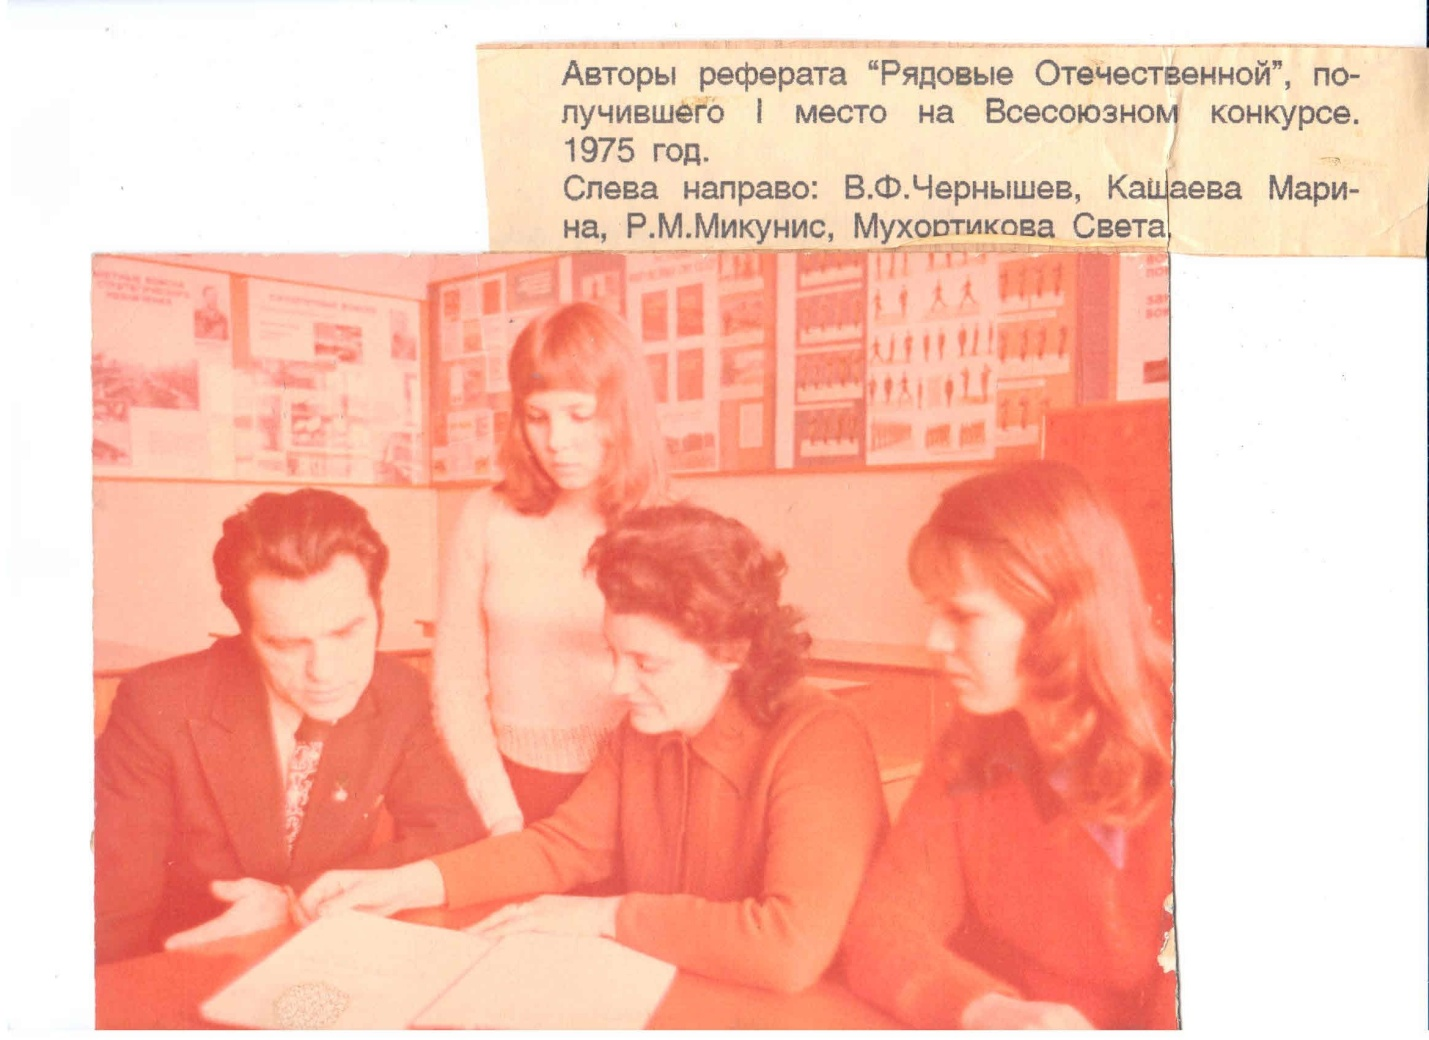 Авторы реферата “Рядовые Отечественной”, по-
лучившего I место на Всесоюзном конкурсе.
1975 год.
Слева направо: В.Ф.Чернышев, Кашаева Мари-
на, Р.М.Микунис, Мухортикова Света.